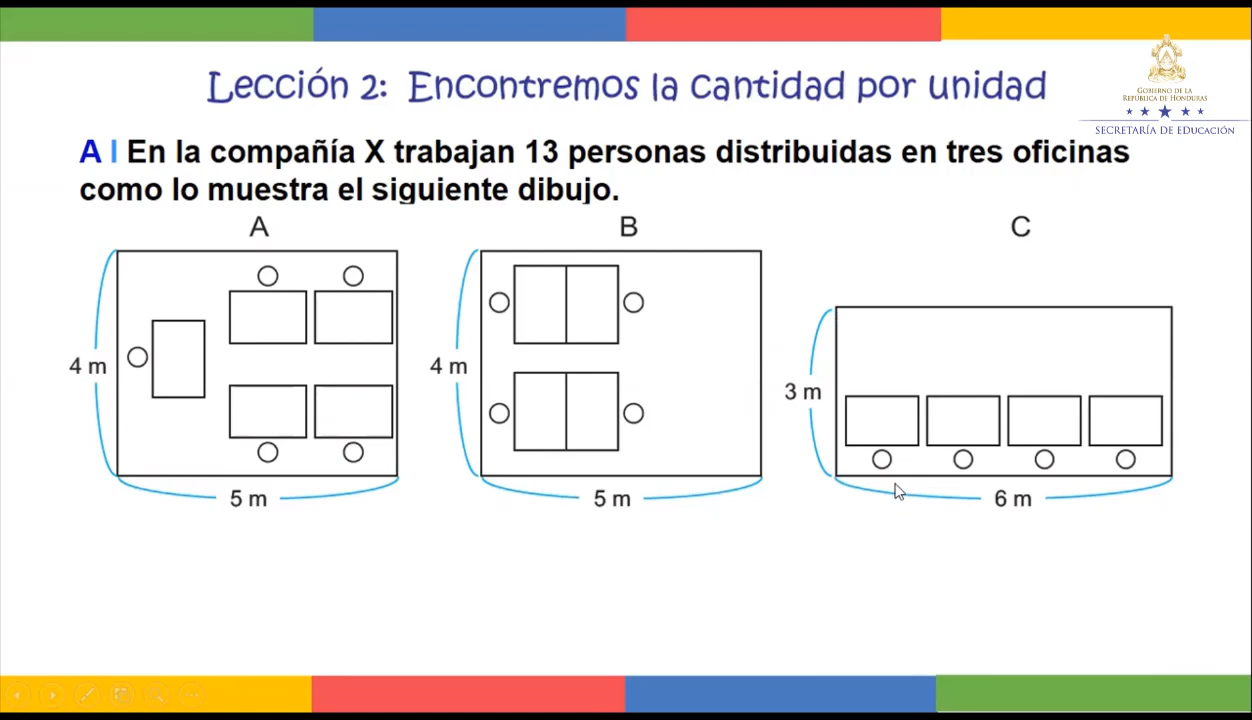 Lección 2: Encontremos la cantidad por unidad
GOBIERNO DE LA
REPÚBLICA DE HONDURAS
SECRETARÍA DE EDUCACIÓN
A I En la compañía X trabajan 13 personas distribuidas en tres oficinas
como lo muestra el siguiente dibujo.
A B C
4 m 4 m 3 m
5 m 5 m 6 m